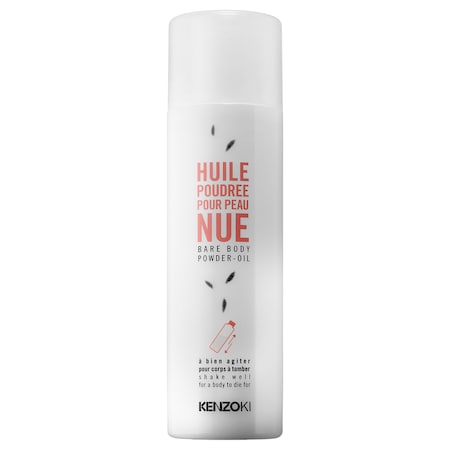 HUILE
POUDREE
POUR PEAU
NUE
BARE BODY
POWDER-OIL
à bien agiter
pour corps à tomber
shake well
for a body to die for
KENZOKI